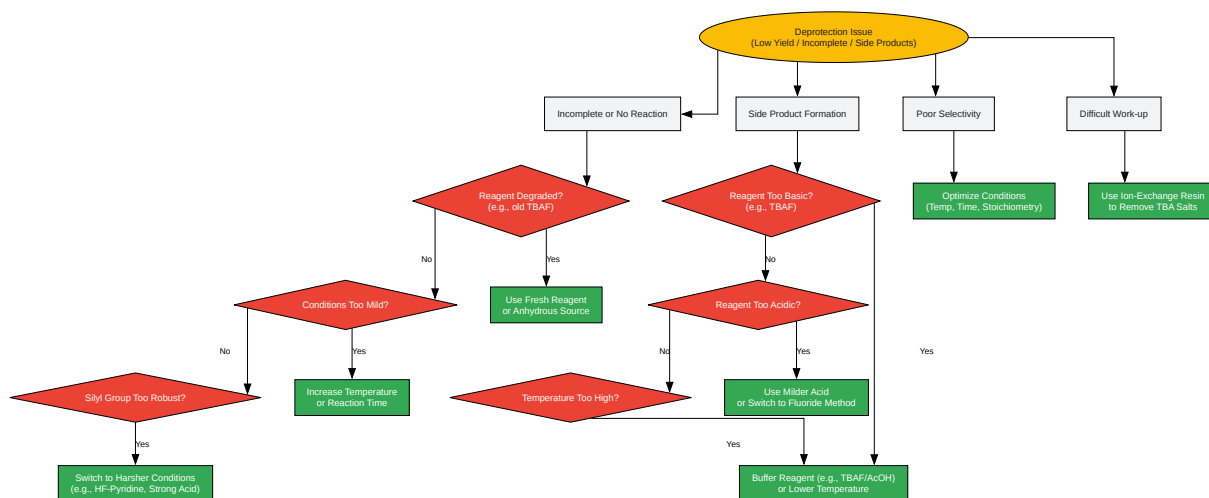 Deprotection Issue
(Low Yield / Incomplete / Side Products)
Incomplete or No Reaction
Side Product Formation
Poor Selectivity
Difficult Work-up
Reagent Degraded?
(e.g., old TBAF)
Reagent Too Basic?
(e.g., TBAF)
Optimize Conditions
(Temp, Time, Stoichiometry)
Use Ion-Exchange Resin
to Remove TBA Salts
No
Yes
No
Conditions Too Mild?
Use Fresh Reagent
or Anhydrous Source
Reagent Too Acidic?
No
Yes
No
Yes
Yes
Silyl Group Too Robust?
Increase Temperature
or Reaction Time
Temperature Too High?
Use Milder Acid
or Switch to Fluoride Method
Yes
Yes
Switch to Harsher Conditions
(e.g., HF-Pyridine, Strong Acid)
Buffer Reagent (e.g., TBAF/AcOH)
or Lower Temperature